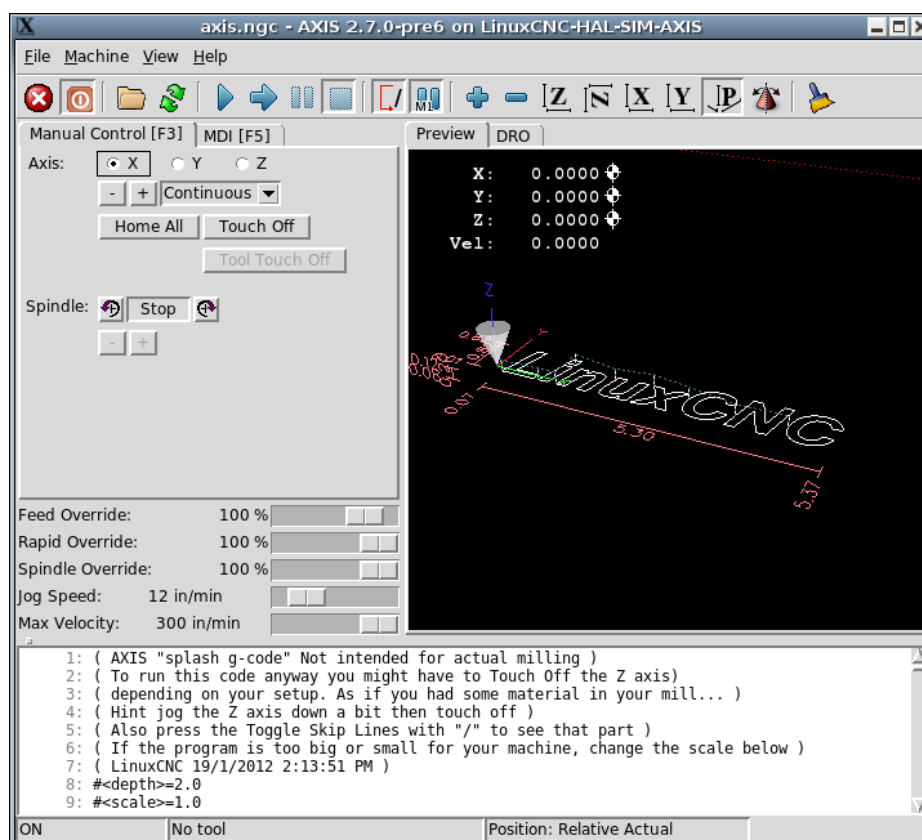 axis.ngc - AXIS 2.7.0-pre6 on LinuxCNC-HAL-SIM-AXIS
File Machine View Help
M1 Z N X Y P
Manual Control [F3] MDI [F5]
Axis: X Y Z
- + Continuous
Home All Touch Off
Tool Touch Off
Spindle: Stop
- +
Feed Override: 100 %
Rapid Override: 100 %
Spindle Override: 100 %
Jog Speed: 12 in/min
Max Velocity: 300 in/min
Preview DRO
X: 0.0000
Y: 0.0000
Z: 0.0000
Vel: 0.0000
Z
Y
LinuxCNC
0.07
5.30
5.37
1: ( AXIS "splash g-code" Not intended for actual milling )
2: ( To run this code anyway you might have to Touch Off the Z axis)
3: ( depending on your setup. As if you had some material in your mill... )
4: ( Hint jog the Z axis down a bit then touch off )
5: ( Also press the Toggle Skip Lines with "/" to see that part )
6: ( If the program is too big or small for your machine, change the scale below )
7: ( LinuxCNC 19/1/2012 2:13:51 PM )
8: #<depth>=2.0
9: #<scale>=1.0
ON No tool Position: Relative Actual